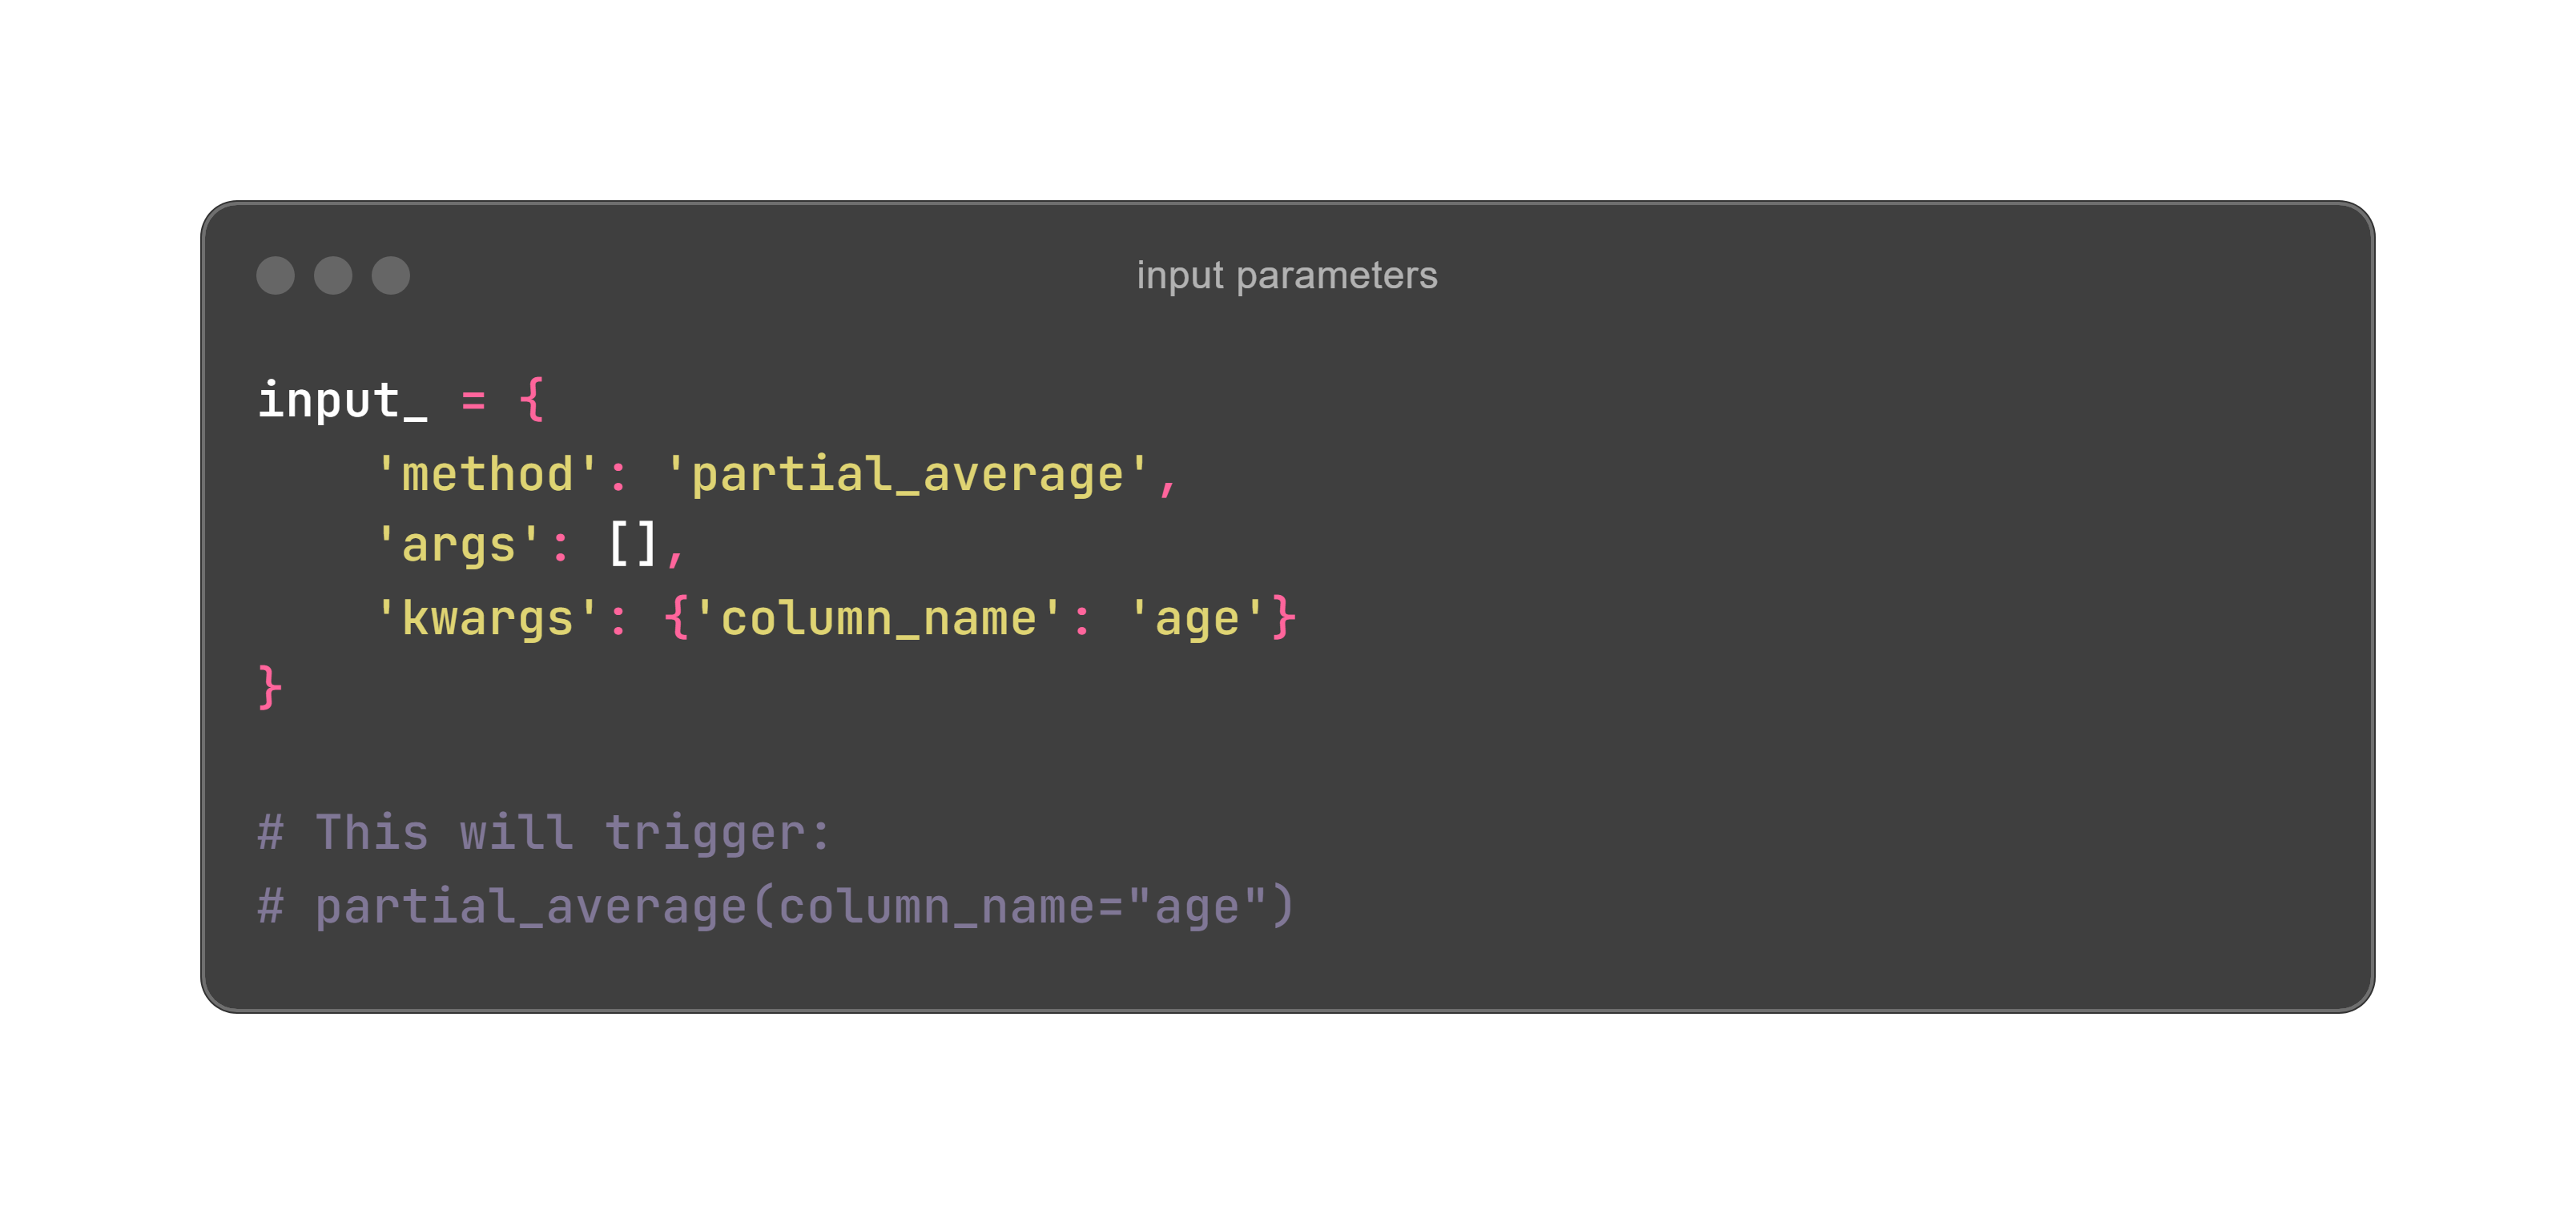 input parameters
input_ = {
    'method': 'partial_average',
    'args': [],
    'kwargs': {'column_name': 'age'}
}
# This will trigger:
# partial_average(column_name="age")